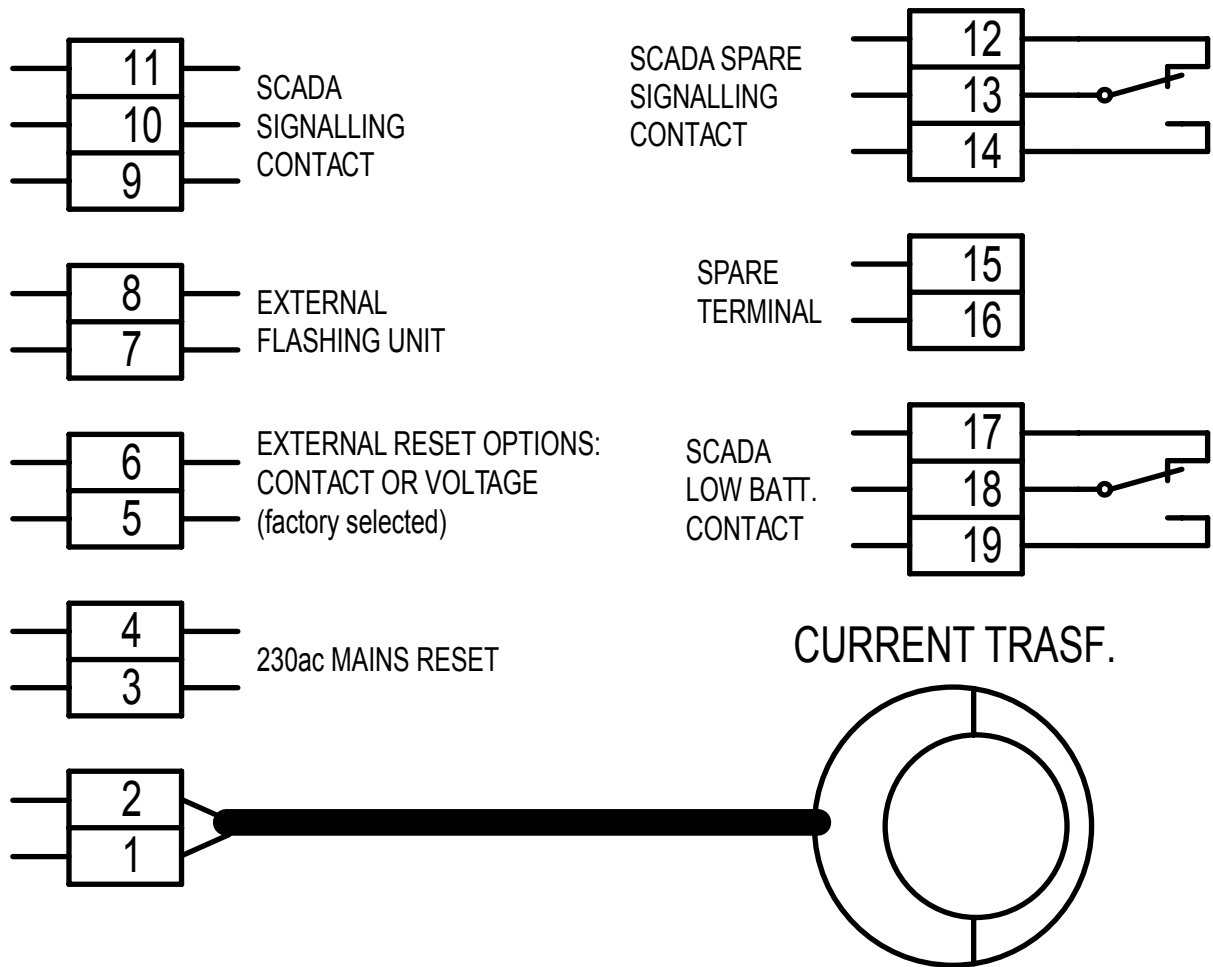 11
10
9
SCADA
SIGNALLING
CONTACT
8
7
EXTERNAL
FLASHING UNIT
6
5
EXTERNAL RESET OPTIONS:
CONTACT OR VOLTAGE
(factory selected)
4
3
230ac MAINS RESET
2
1
SCADA SPARE
SIGNALLING
CONTACT
12
13
14
SPARE
TERMINAL
15
16
SCADA
LOW BATT.
CONTACT
17
18
19
CURRENT TRASF.